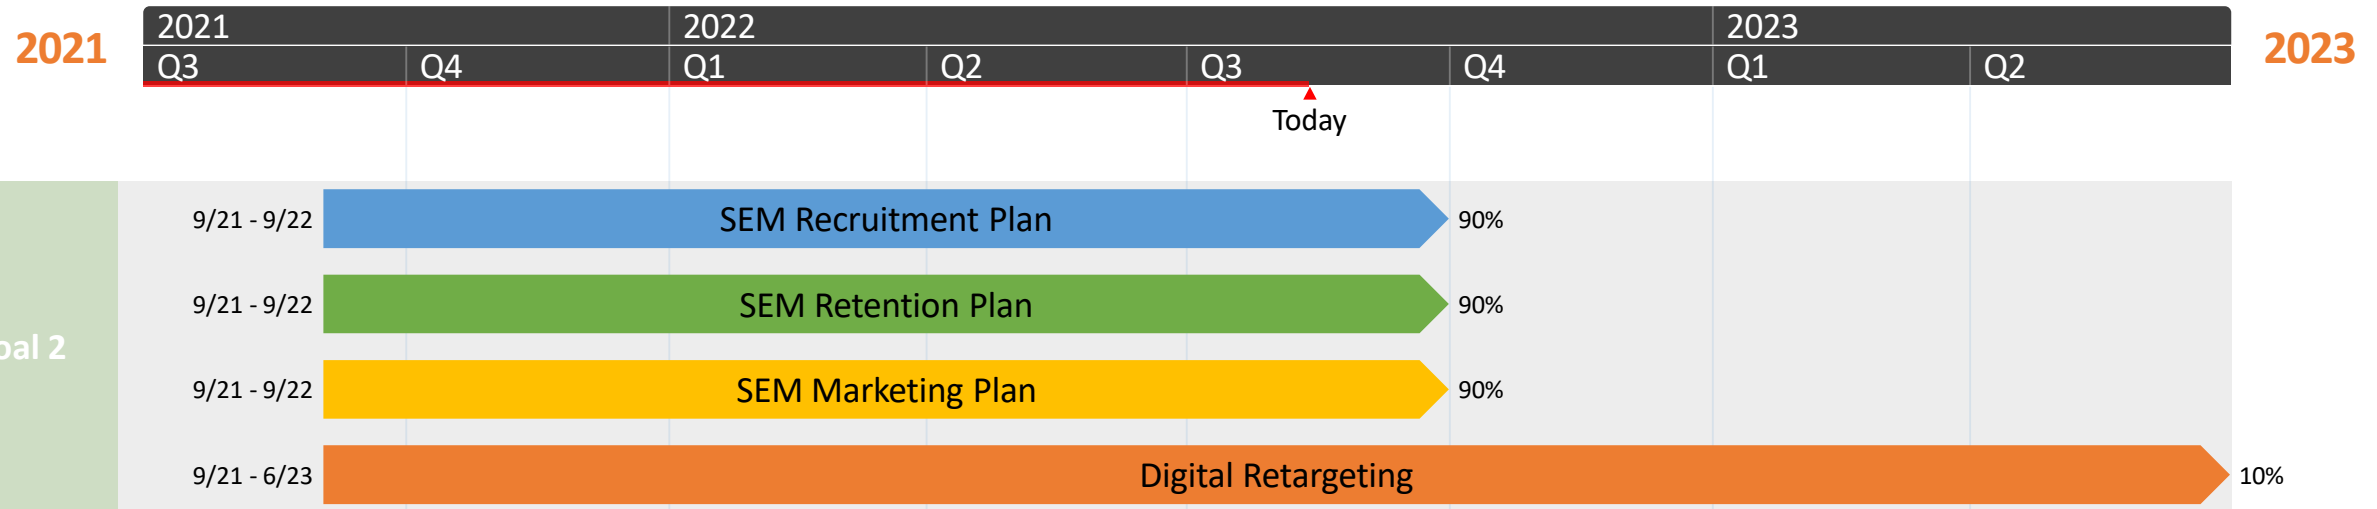 2021
2021 2022 2023
Q3 Q4 Q1 Q2 Q3 Q4 Q1 Q2
2023
Today
9/21 - 9/22 SEM Recruitment Plan 90%
9/21 - 9/22 SEM Retention Plan 90%
oal 2
9/21 - 9/22 SEM Marketing Plan 90%
9/21 - 6/23 Digital Retargeting 10%